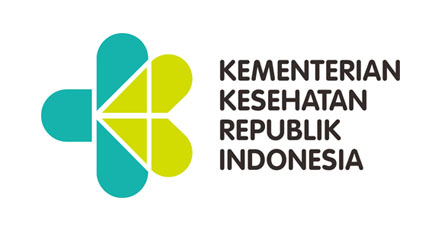 KEMENTERIAN
KESEHATAN
REPUBLIK
INDONESIA